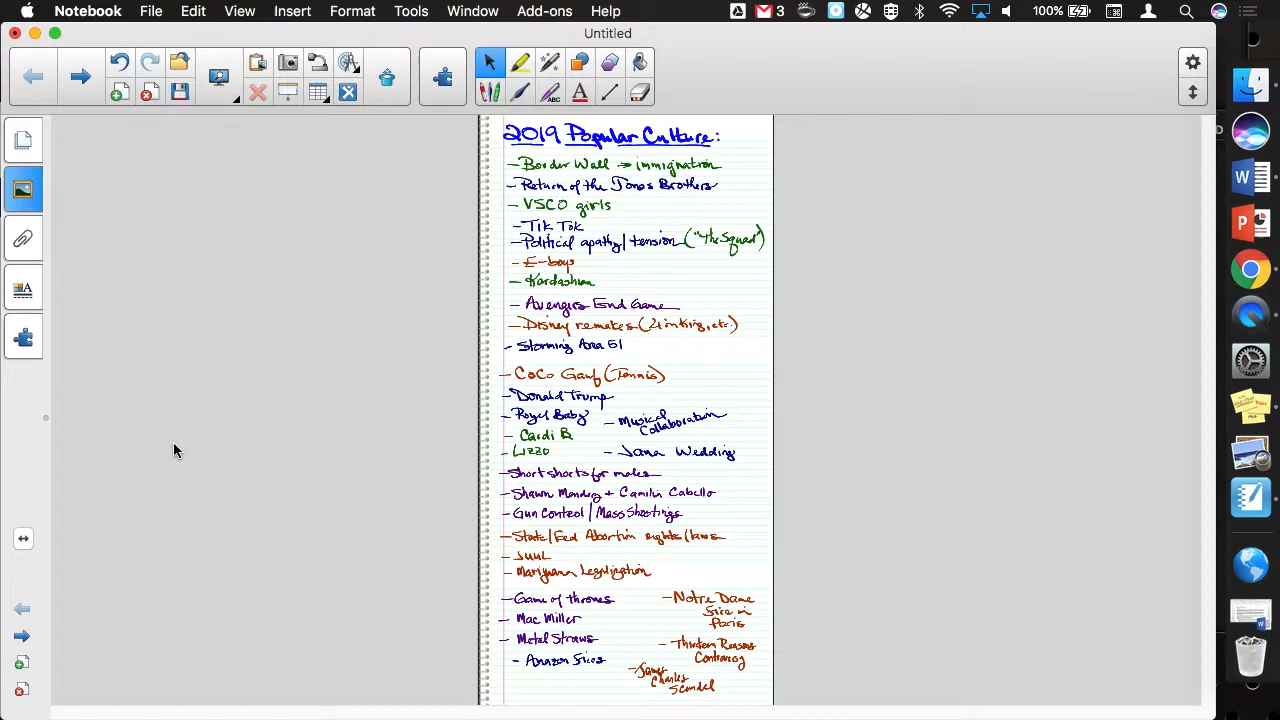 Notebook File Edit View Insert Format Tools Window Add-ons Help 3 100%
Untitled
2019 Popular Culture:
- Border Wall → immigration
- Return of the Jonas Brothers
- VSCO girls
- Tik Tok
- Political apathy/tension ("The Squad")
- E-boys
- Kardashian
- Avengers End Game
- Disney remakes (Lion King, etc.)
- Storming Area 51
- CoCo Gauf (Tennis)
- Donald Trump
- Royal Baby - Musical Collaboration
- Cardi B
- Lizzo - Jana Wedding
- Short shorts for males
- Shawn Mendez + Camila Cabello
- Gun Control / Mass Shootings
- State/Fed Abortion rights/laws
- JUUL
- Marijuana Legalization
- Game of thrones - Notre Dame
fire in
- Mac Miller Paris
- Metal Straws - Thirteen Reasons
Controversy
- Amazon fires - James
Charles
Scandal